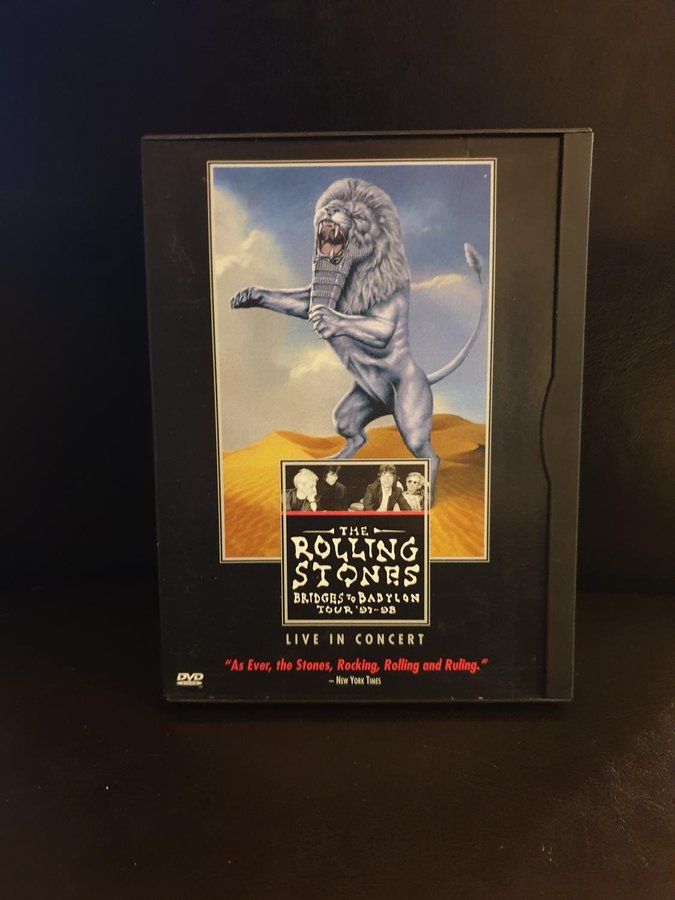 THE
ROLLING
STONES
BRIDGES TO BABYLON
TOUR '97-98
LIVE IN CONCERT
"As Ever, the Stones, Rocking, Rolling and Ruling."
– NEW YORK TIMES
DVD
VIDEO